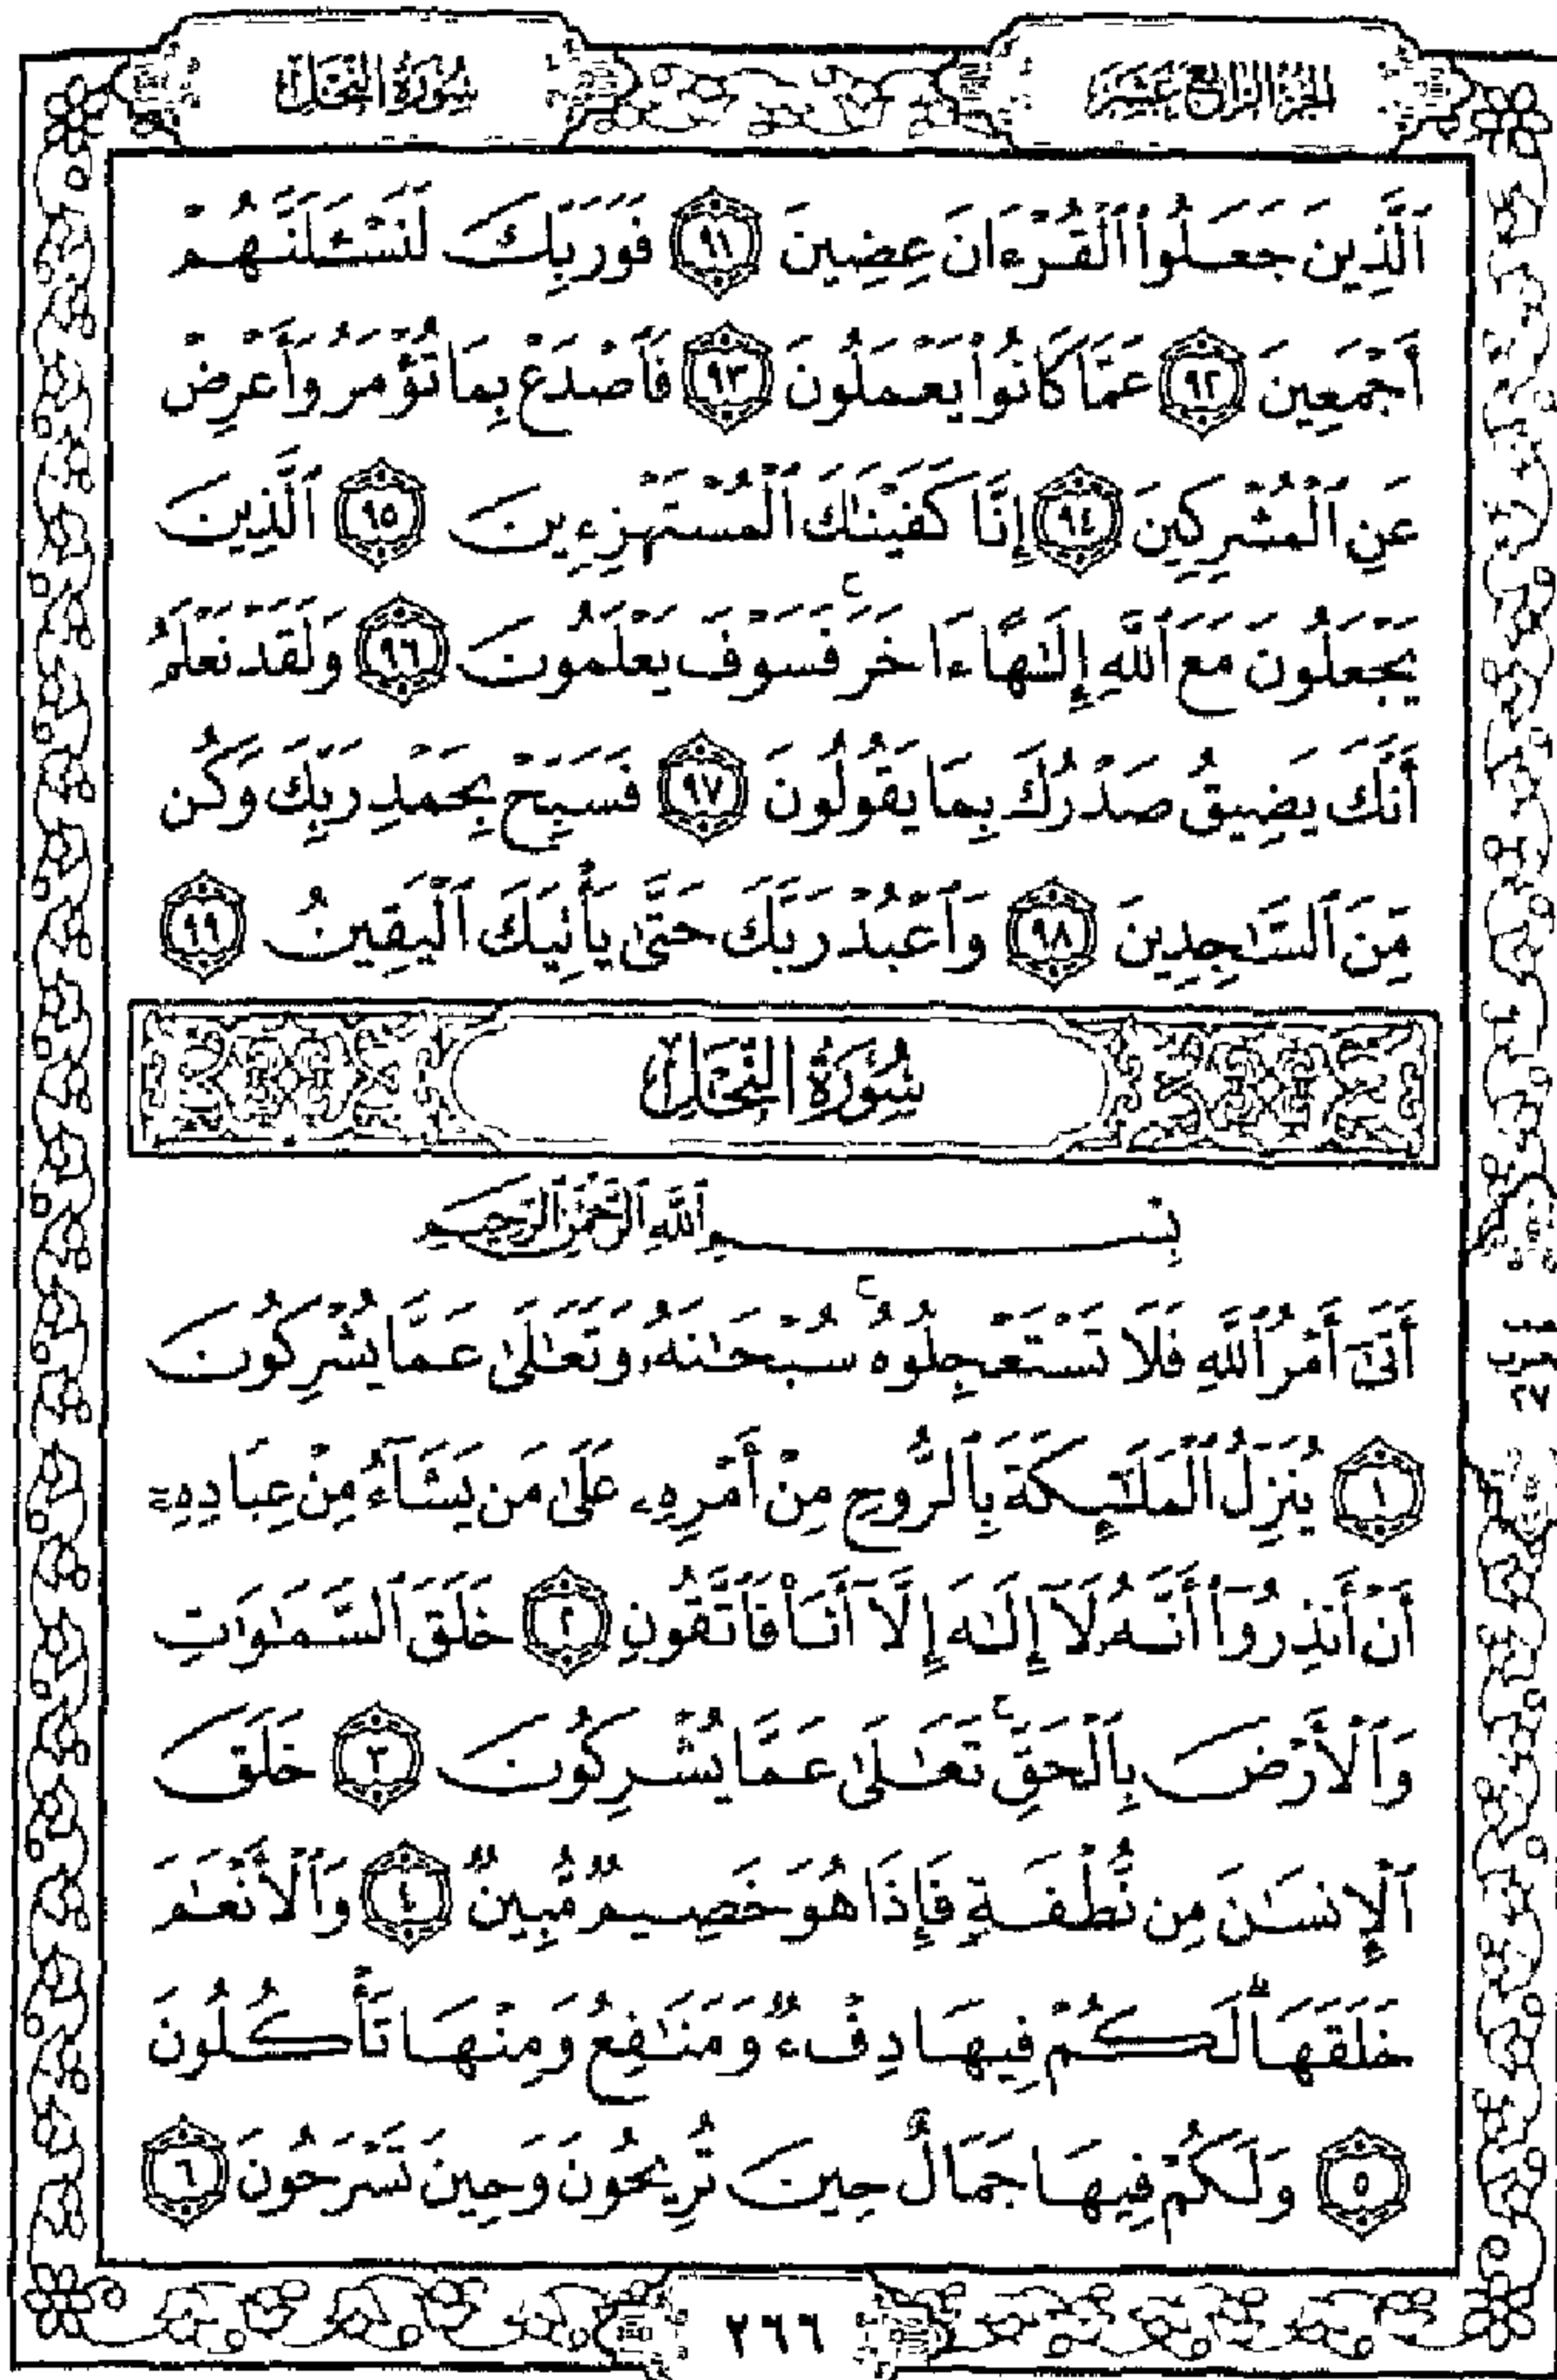 الجزء الرابع عشر
سورة النحل
ٱلَّذِينَ جَعَلُوا۟ ٱلْقُرْءَانَ عِضِينَ ٩١ فَوَرَبِّكَ لَنَسْـَٔلَنَّهُمْ
أَجْمَعِينَ ٩٢ عَمَّا كَانُوا۟ يَعْمَلُونَ ٩٣ فَٱصْدَعْ بِمَا تُؤْمَرُ وَأَعْرِضْ
عَنِ ٱلْمُشْرِكِينَ ٩٤ إِنَّا كَفَيْنَٰكَ ٱلْمُسْتَهْزِءِينَ ٩٥ ٱلَّذِينَ
يَجْعَلُونَ مَعَ ٱللَّهِ إِلَٰهًا ءَاخَرَ ۚ فَسَوْفَ يَعْلَمُونَ ٩٦ وَلَقَدْ نَعْلَمُ
أَنَّكَ يَضِيقُ صَدْرُكَ بِمَا يَقُولُونَ ٩٧ فَسَبِّحْ بِحَمْدِ رَبِّكَ وَكُن
مِّنَ ٱلسَّٰجِدِينَ ٩٨ وَٱعْبُدْ رَبَّكَ حَتَّىٰ يَأْتِيَكَ ٱلْيَقِينُ ٩٩
سُورَةُ النَّحْلِ
بِسْمِ ٱللَّهِ ٱلرَّحْمَٰنِ ٱلرَّحِيمِ
أَتَىٰٓ أَمْرُ ٱللَّهِ فَلَا تَسْتَعْجِلُوهُ ۚ سُبْحَٰنَهُۥ وَتَعَٰلَىٰ عَمَّا يُشْرِكُونَ
١ يُنَزِّلُ ٱلْمَلَٰٓئِكَةَ بِٱلرُّوحِ مِنْ أَمْرِهِۦ عَلَىٰ مَن يَشَآءُ مِنْ عِبَادِهِۦٓ
أَنْ أَنذِرُوٓا۟ أَنَّهُۥ لَآ إِلَٰهَ إِلَّآ أَنَا۠ فَٱتَّقُونِ ٢ خَلَقَ ٱلسَّمَٰوَٰتِ
وَٱلْأَرْضَ بِٱلْحَقِّ ۚ تَعَٰلَىٰ عَمَّا يُشْرِكُونَ ٣ خَلَقَ
ٱلْإِنسَٰنَ مِن نُّطْفَةٍ فَإِذَا هُوَ خَصِيمٌ مُّبِينٌ ٤ وَٱلْأَنْعَٰمَ
خَلَقَهَا ۗ لَكُمْ فِيهَا دِفْءٌ وَمَنَٰفِعُ وَمِنْهَا تَأْكُلُونَ
٥ وَلَكُمْ فِيهَا جَمَالٌ حِينَ تُرِيحُونَ وَحِينَ تَسْرَحُونَ ٦
٢٦٦